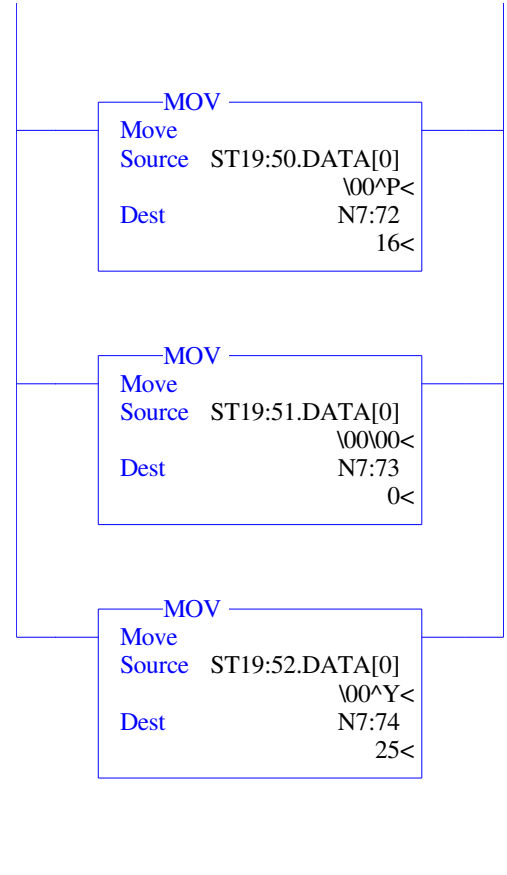 MOV
Move
Source ST19:50.DATA[0]
\00^P<
Dest N7:72
16<
MOV
Move
Source ST19:51.DATA[0]
\00\00<
Dest N7:73
0<
MOV
Move
Source ST19:52.DATA[0]
\00^Y<
Dest N7:74
25<